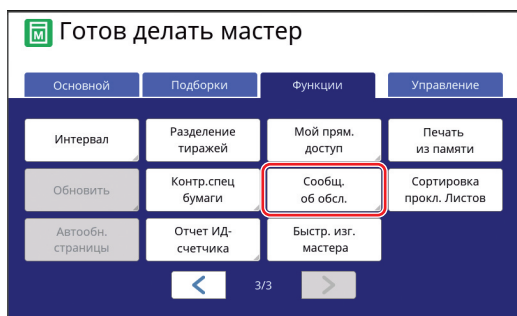 Готов делать мастер
Основной
Подборки
Функции
Управление
Интервал
Разделение
тиражей
Мой прям.
доступ
Печать
из памяти
Обновить
Контр.спец
бумаги
Сообщ.
об обсл.
Сортировка
прокл. Листов
Автообн.
страницы
Отчет ИД-
счетчика
Быстр. изг.
мастера
3/3